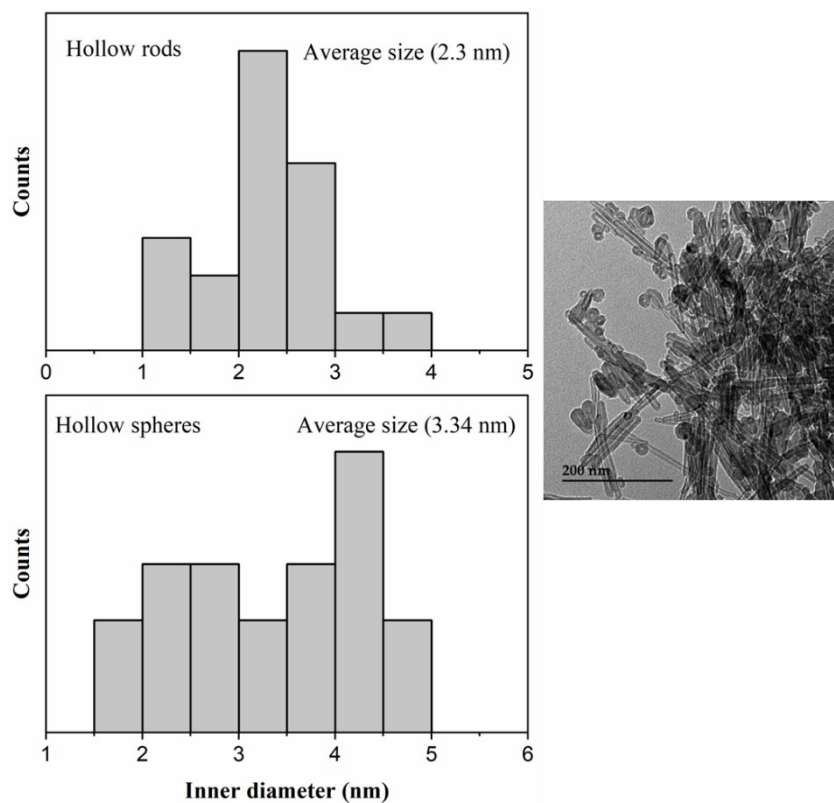 Hollow rods
Average size (2.3 nm)
Counts
0 1 2 3 4 5
Hollow spheres
Average size (3.34 nm)
Counts
1 2 3 4 5 6
Inner diameter (nm)
200 nm